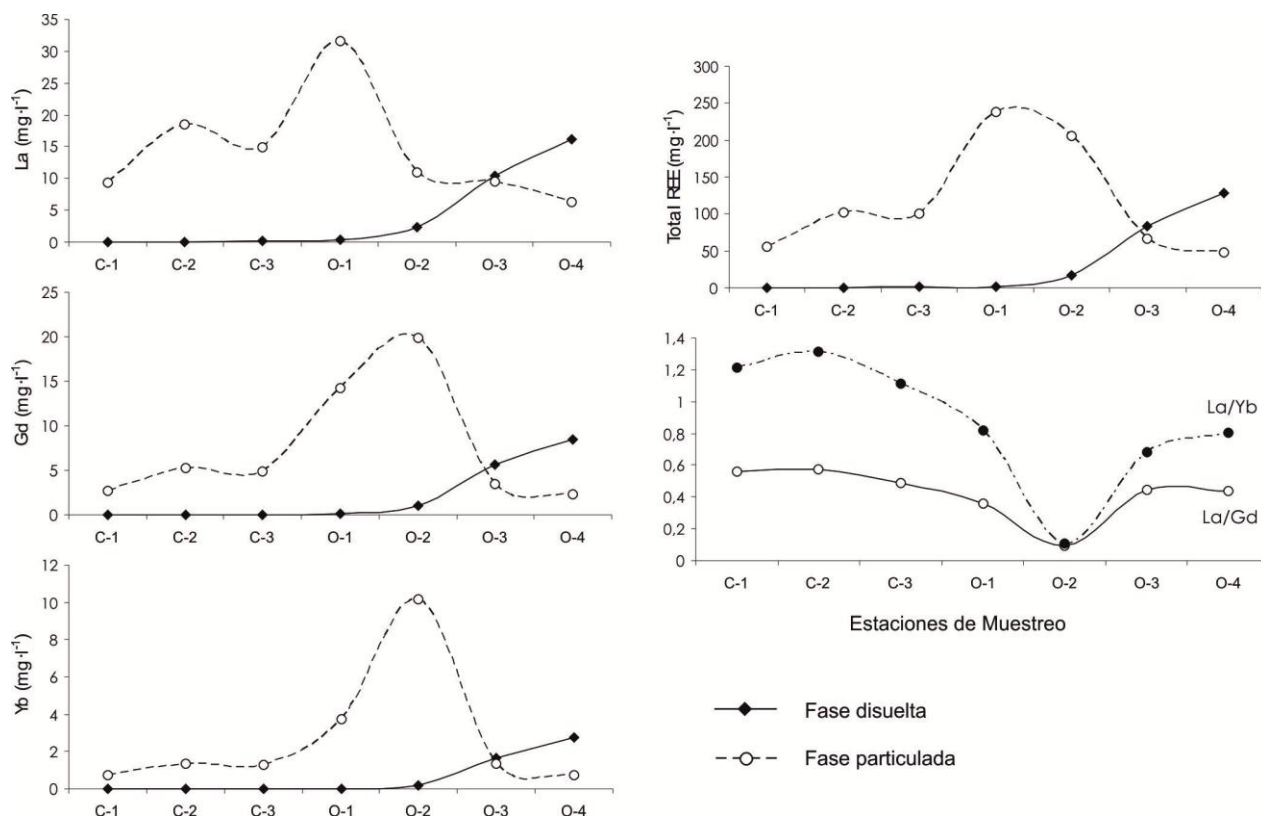 La (mg·l⁻¹)
35
30
25
20
15
10
5
0
C-1 C-2 C-3 O-1 O-2 O-3 O-4
Gd (mg·l⁻¹)
25
20
15
10
5
0
C-1 C-2 C-3 O-1 O-2 O-3 O-4
Yb (mg·l⁻¹)
12
10
8
6
4
2
0
C-1 C-2 C-3 O-1 O-2 O-3 O-4
Total REE (mg·l⁻¹)
300
250
200
150
100
50
0
C-1 C-2 C-3 O-1 O-2 O-3 O-4
1,4
1,2
1
0,8
0,6
0,4
0,2
0
La/Yb
La/Gd
C-1 C-2 C-3 O-1 O-2 O-3 O-4
Estaciones de Muestreo
Fase disuelta
Fase particulada